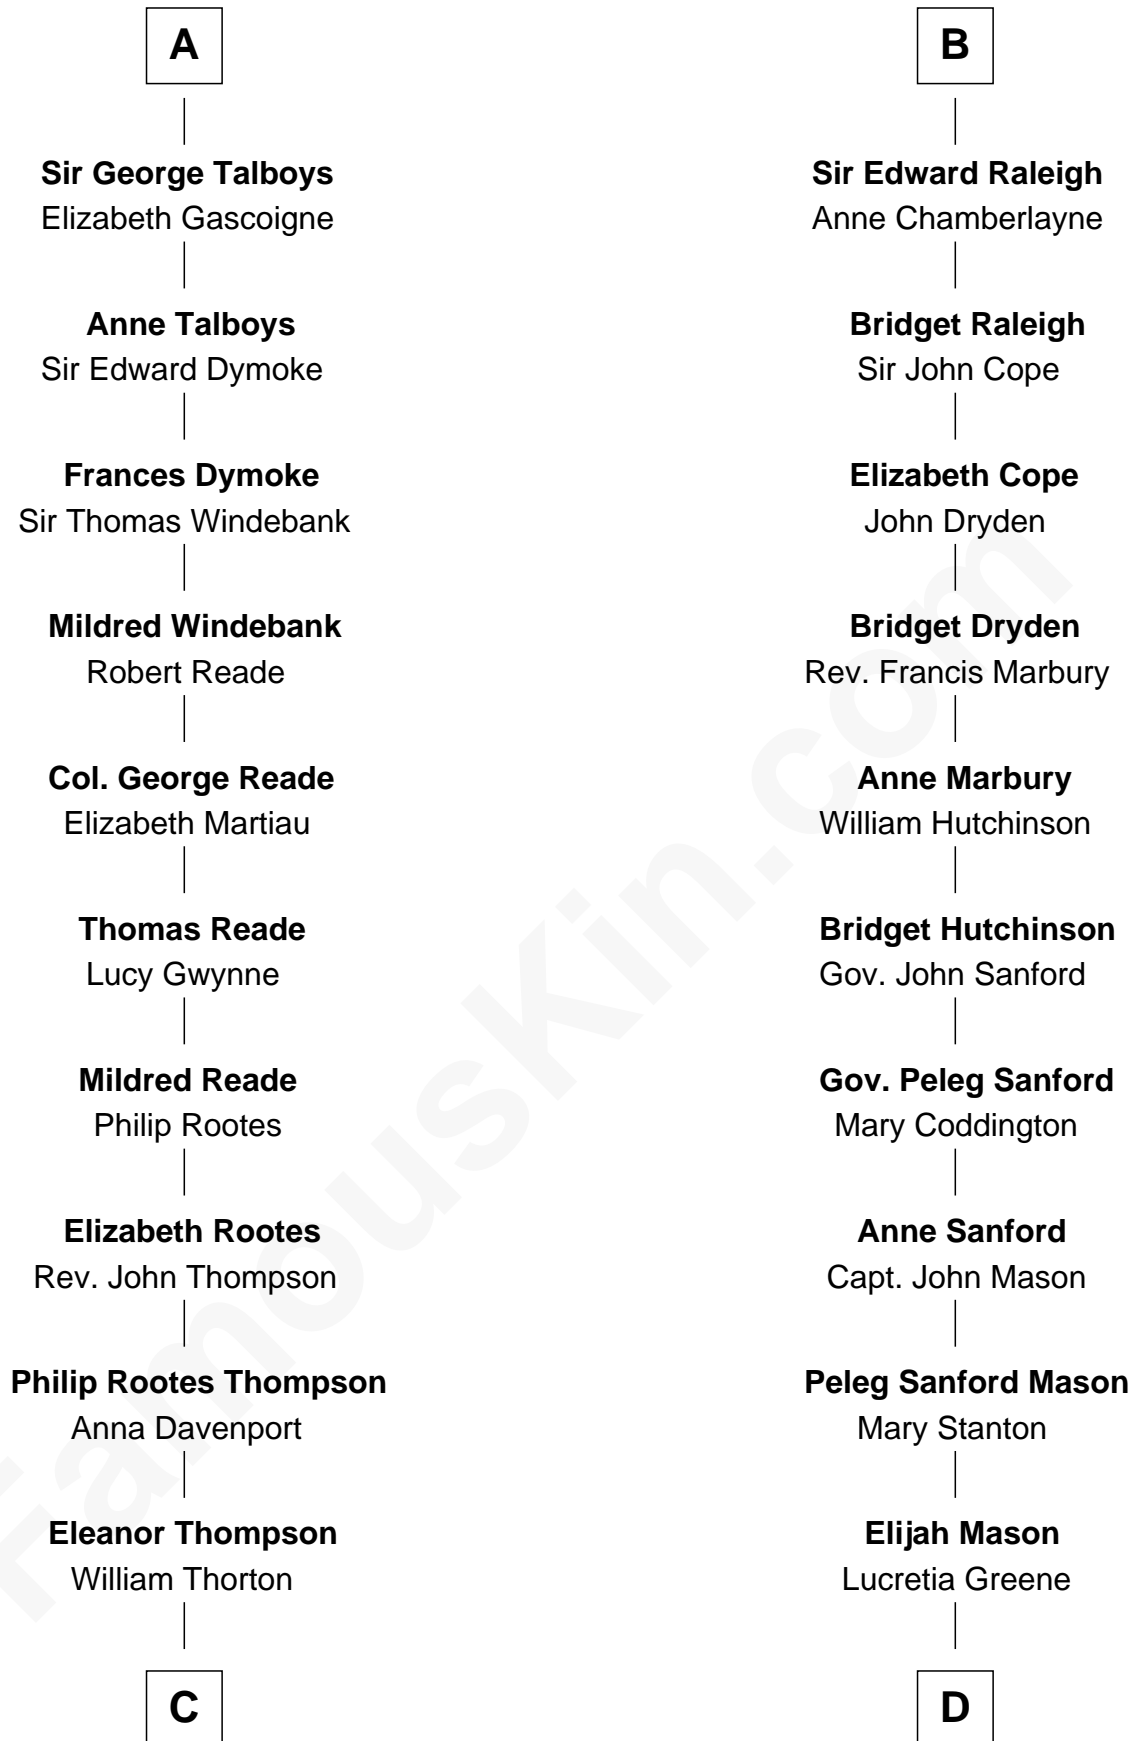 A
Sir George Talboys
Elizabeth Gascoigne
Anne Talboys
Sir Edward Dymoke
Frances Dymoke
Sir Thomas Windebank
Mildred Windebank
Robert Reade
Col. George Reade
Elizabeth Martiau
Thomas Reade
Lucy Gwynne
Mildred Reade
Philip Rootes
Elizabeth Rootes
Rev. John Thompson
Philip Rootes Thompson
Anna Davenport
Eleanor Thompson
William Thorton
C
B
Sir Edward Raleigh
Anne Chamberlayne
Bridget Raleigh
Sir John Cope
Elizabeth Cope
John Dryden
Bridget Dryden
Rev. Francis Marbury
Anne Marbury
William Hutchinson
Bridget Hutchinson
Gov. John Sanford
Gov. Peleg Sanford
Mary Coddington
Anne Sanford
Capt. John Mason
Peleg Sanford Mason
Mary Stanton
Elijah Mason
Lucretia Greene
D
FamousKin.com